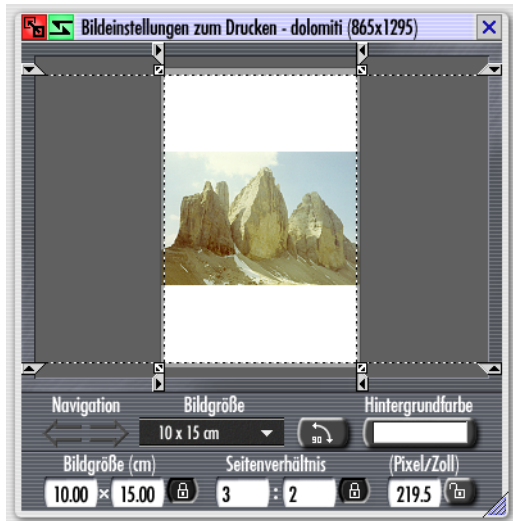 Bildeinstellungen zum Drucken - dolomiti (865x1295)
Navigation Bildgröße Hintergrundfarbe
10 x 15 cm 90
Bildgröße (cm) Seitenverhältnis (Pixel/Zoll)
10.00 × 15.00 3 : 2 219.5